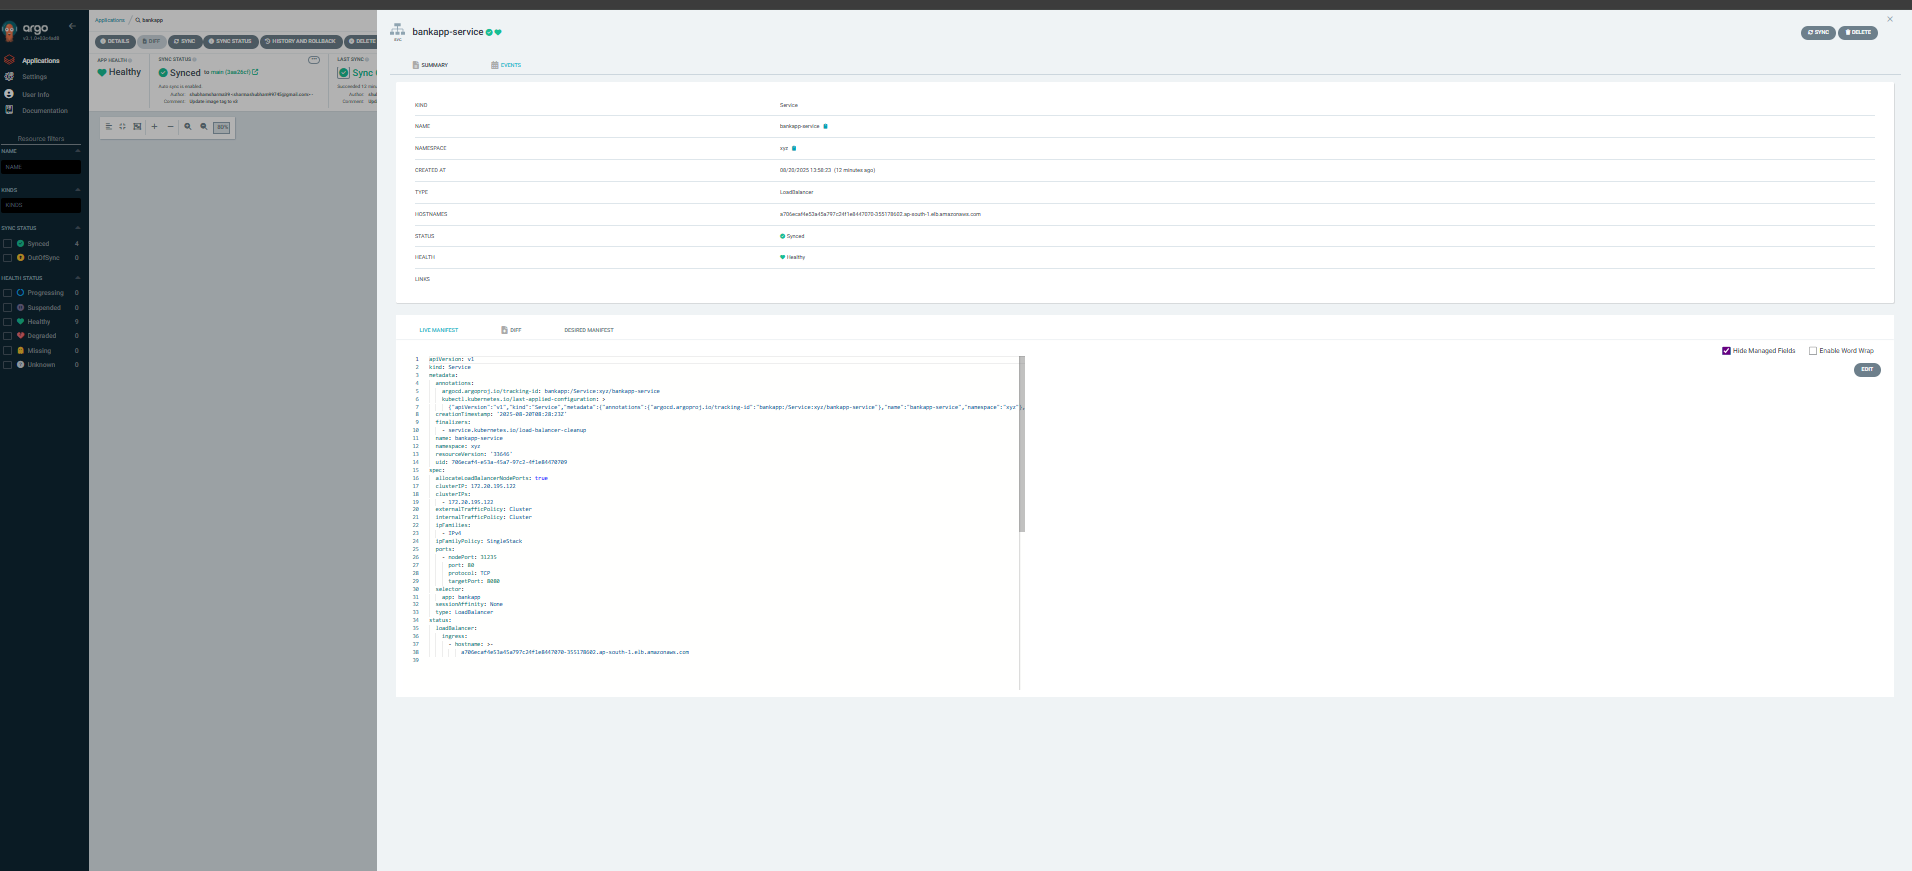 argo
Applications
Settings
User Info
Documentation
Resource filters
NAME
NAME
KINDS
KINDS
SYNC STATUS
Synced 4
OutOfSync 0
HEALTH STATUS
Progressing 0
Suspended 0
Healthy 9
Degraded 0
Missing 0
Unknown 0
Applications / bankapp
DETAILS DIFF SYNC SYNC STATUS HISTORY AND ROLLBACK DELETE
APP HEALTH
Healthy
SYNC STATUS
Synced to main (3aa26cf)
Auto sync is enabled.
Comment: Update image tag to v3
LAST SYNC
Sync
80%
bankapp-service
svc
SYNC DELETE
SUMMARY EVENTS
KIND Service
NAME bankapp-service
NAMESPACE xyz
CREATED AT 08/20/2025 13:58:23 (12 minutes ago)
TYPE LoadBalancer
HOSTNAMES a706ecaf4e53a45a797c24f1e8447070-355178602.ap-south-1.elb.amazonaws.com
STATUS Synced
HEALTH Healthy
LINKS
LIVE MANIFEST DIFF DESIRED MANIFEST
Hide Managed Fields Enable Word Wrap
EDIT
1 apiVersion: v1
2 kind: Service
3 metadata:
4 annotations:
5 argocd.argoproj.io/tracking-id: bankapp:/Service:xyz/bankapp-service
6 kubectl.kubernetes.io/last-applied-configuration: >
7 {"apiVersion":"v1","kind":"Service","metadata":{"annotations":{"argocd.argoproj.io/tracking-id":"bankapp:/Service:xyz/bankapp-service"},"name":"bankapp-service","namespace":"xyz"},
8 creationTimestamp: '2025-08-20T08:28:23Z'
9 finalizers:
10 - service.kubernetes.io/load-balancer-cleanup
11 name: bankapp-service
12 namespace: xyz
13 resourceVersion: '33646'
14 uid: 706ecaf4-e53a-45a7-97c2-4f1e84470709
15 spec:
16 allocateLoadBalancerNodePorts: true
17 clusterIP: 172.20.195.122
18 clusterIPs:
19 - 172.20.195.122
20 externalTrafficPolicy: Cluster
21 internalTrafficPolicy: Cluster
22 ipFamilies:
23 - IPv4
24 ipFamilyPolicy: SingleStack
25 ports:
26 - nodePort: 31235
27 port: 80
28 protocol: TCP
29 targetPort: 8080
30 selector:
31 app: bankapp
32 sessionAffinity: None
33 type: LoadBalancer
34 status:
35 loadBalancer:
36 ingress:
37 - hostname: >-
38 a706ecaf4e53a45a797c24f1e8447070-355178602.ap-south-1.elb.amazonaws.com
39